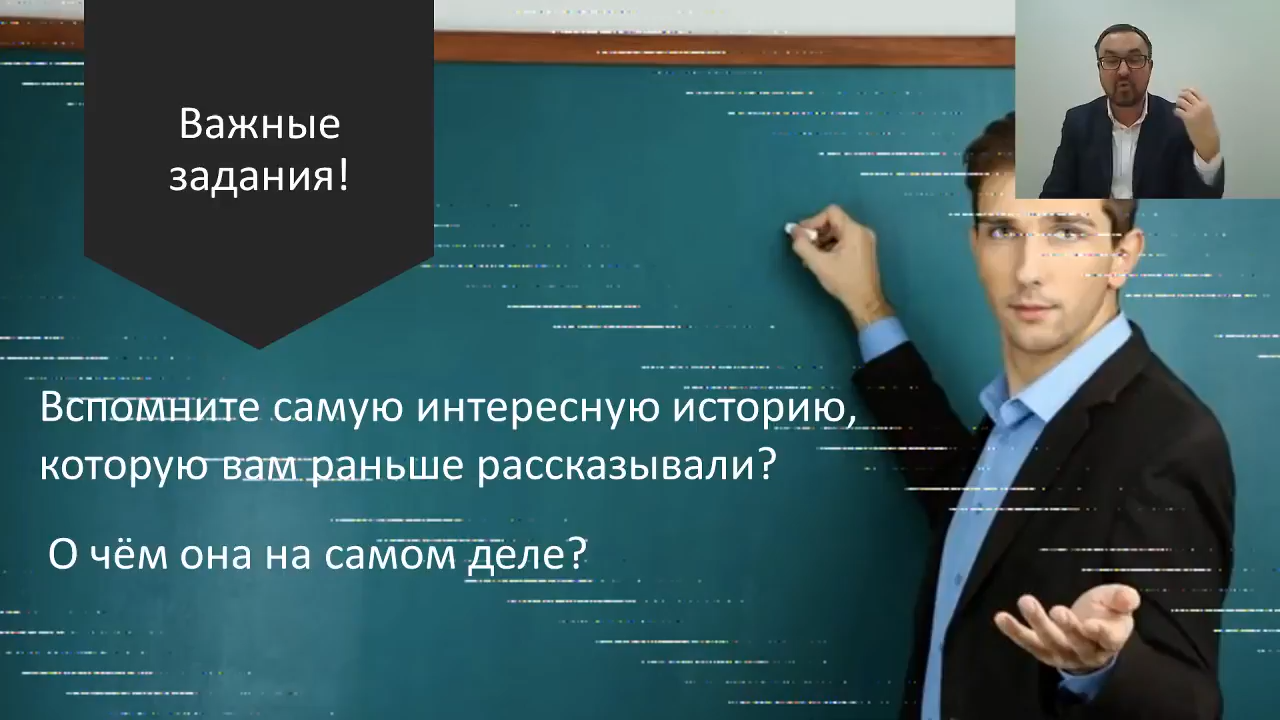 Важные
задания!
Вспомните самую интересную историю,
которую вам раньше рассказывали?
О чём она на самом деле?